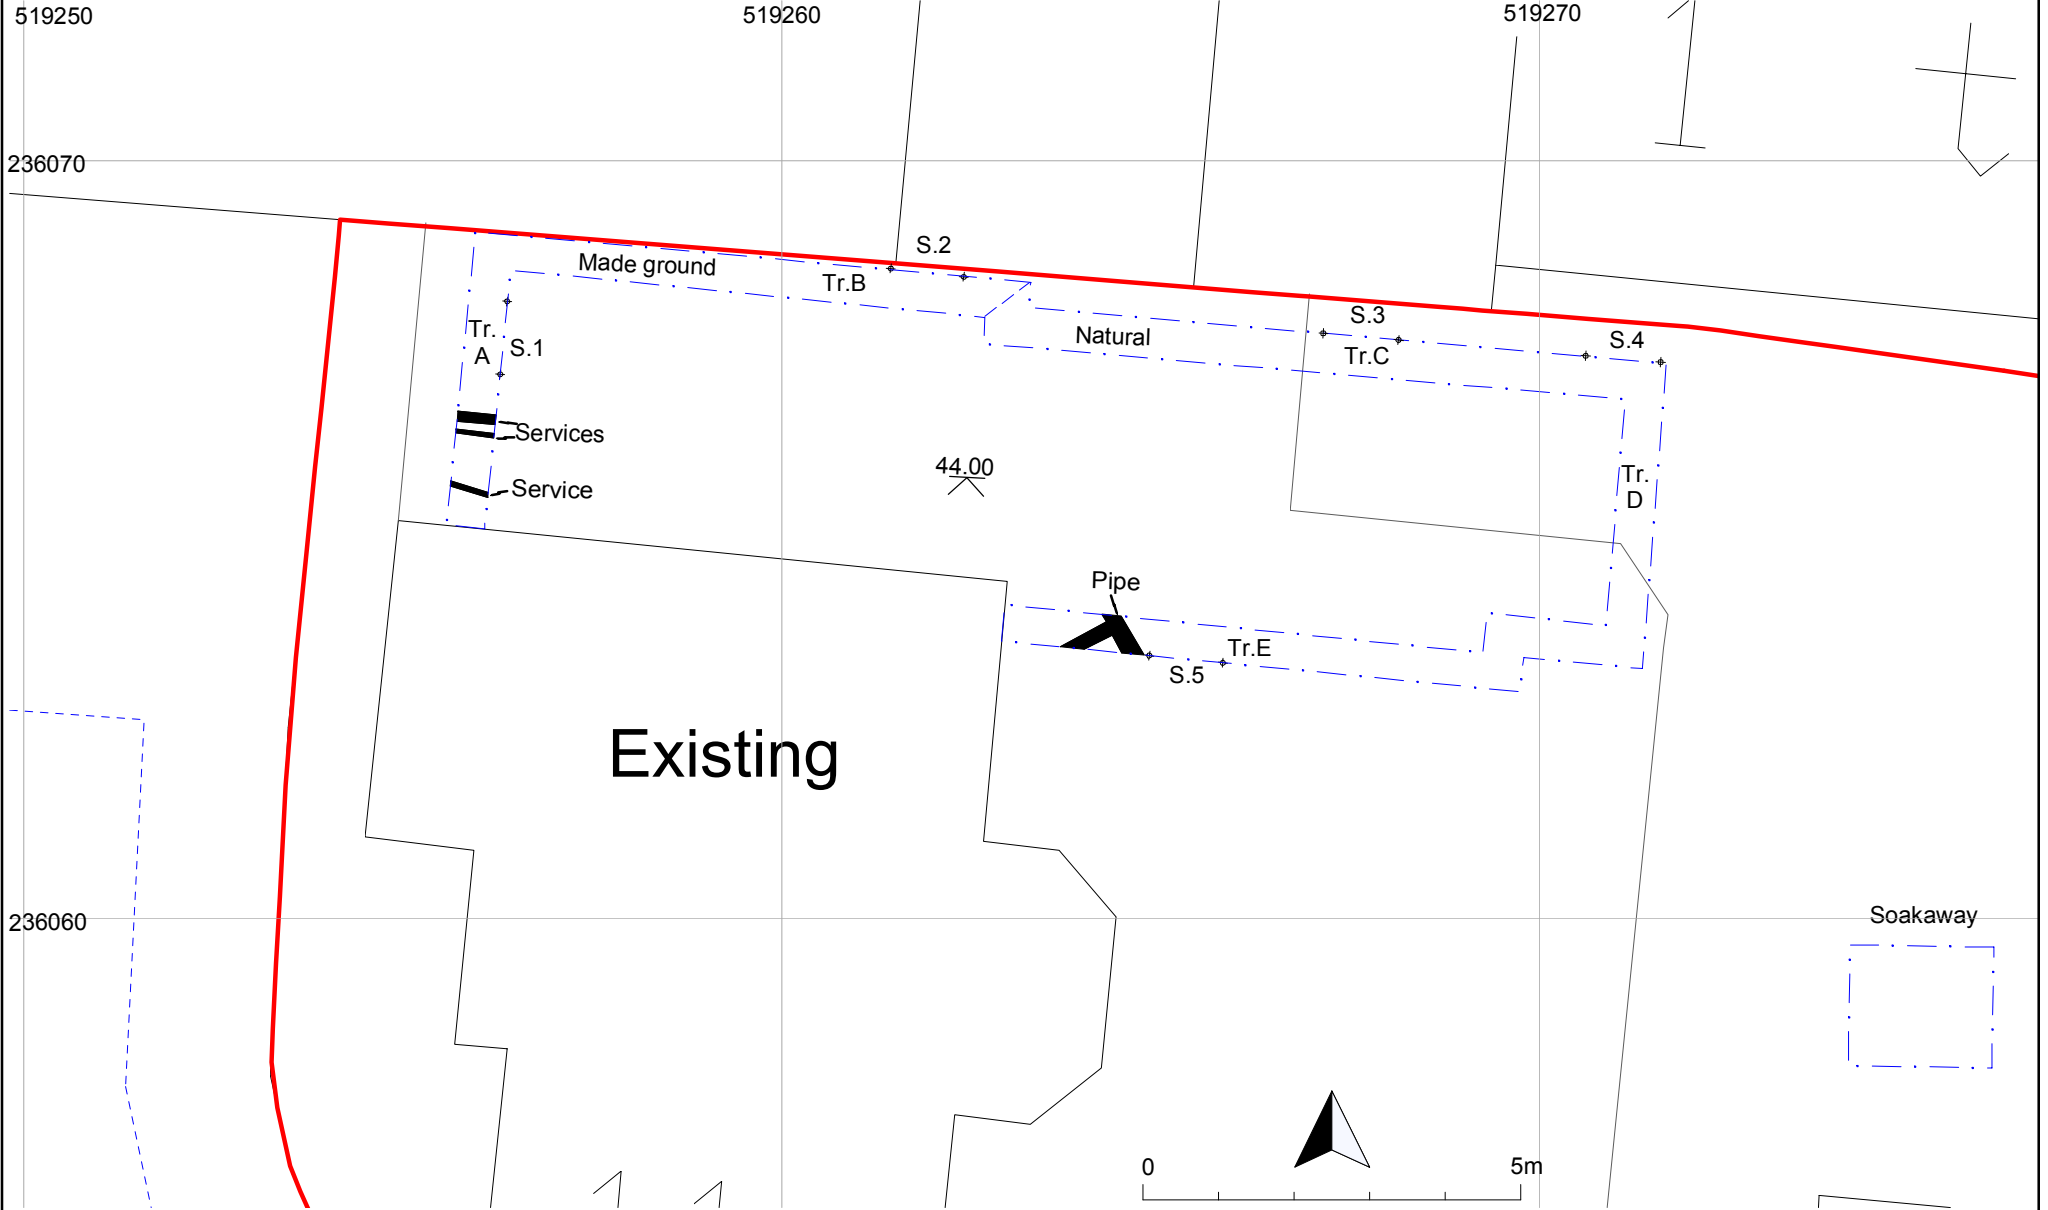 519250
519260
519270
236070
S.2
Made ground
Tr.B
S.3
Natural
S.4
Tr.
A
S.1
Tr.C
Services
44.00
Service
Tr.
D
Pipe
Tr.E
S.5
Existing
236060
Soakaway
0
5m